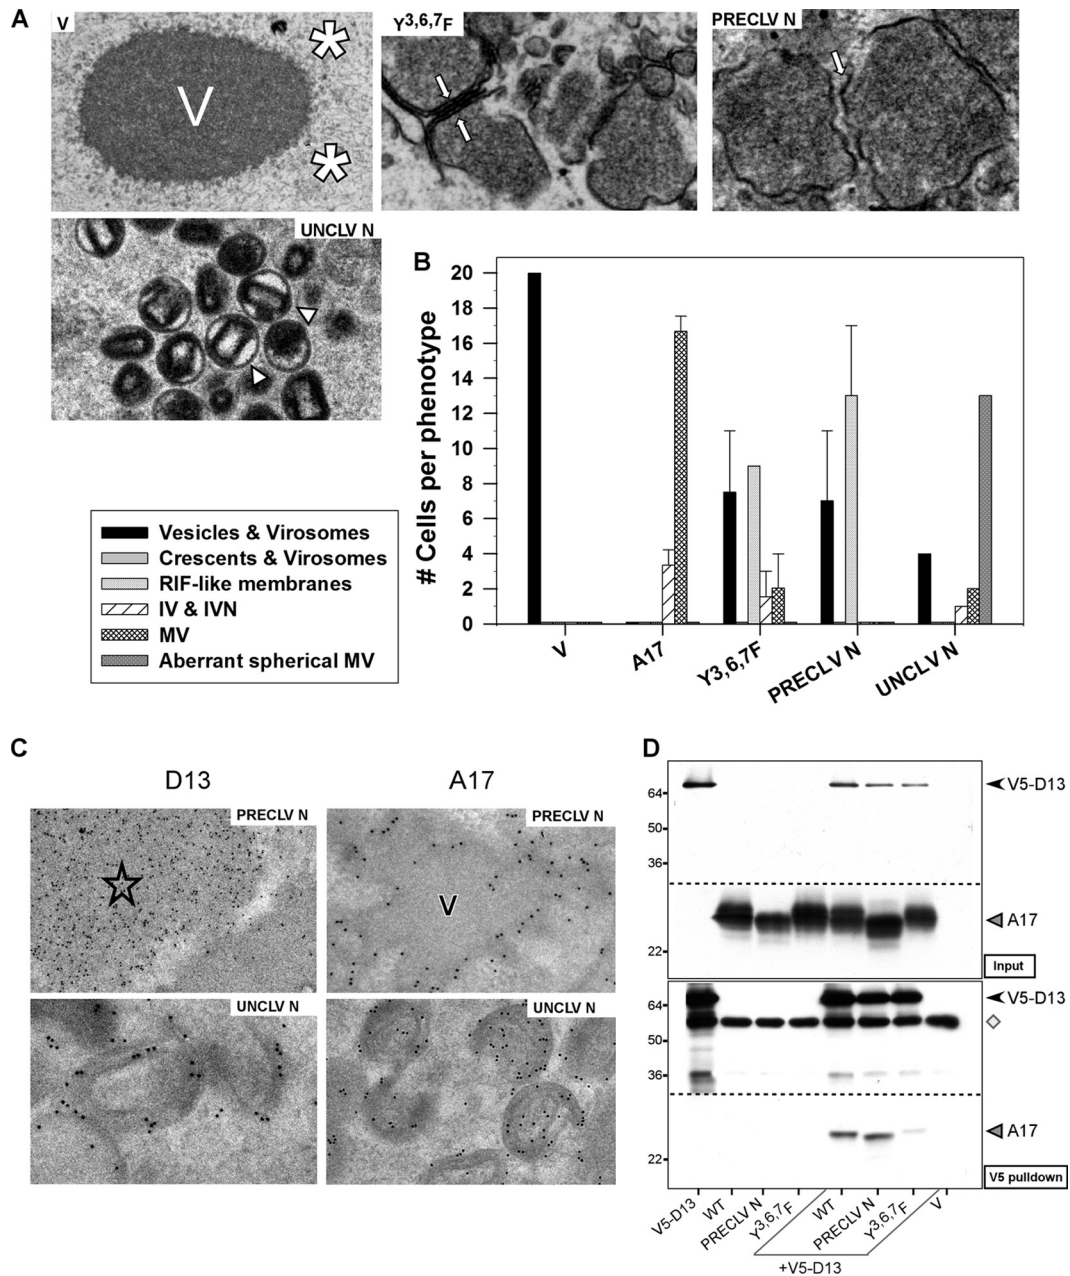 A
V
Y3,6,7F
PRECLV N
V
UNCLV N
B
# Cells per phenotype
20
18
16
14
12
10
8
6
4
2
0
V
A17
Y3,6,7F
PRECLV N
UNCLV N
Vesicles & Virosomes
Crescents & Virosomes
RIF-like membranes
IV & IVN
MV
Aberrant spherical MV
C
D13
A17
PRECLV N
PRECLV N
V
UNCLV N
UNCLV N
D
64
50
36
22
V5-D13
A17
Input
64
50
36
22
V5-D13
A17
V5 pulldown
V5-D13
WT
PRECLV N
Y3,6,7F
WT
PRECLV N
Y3,6,7F
V
+V5-D13